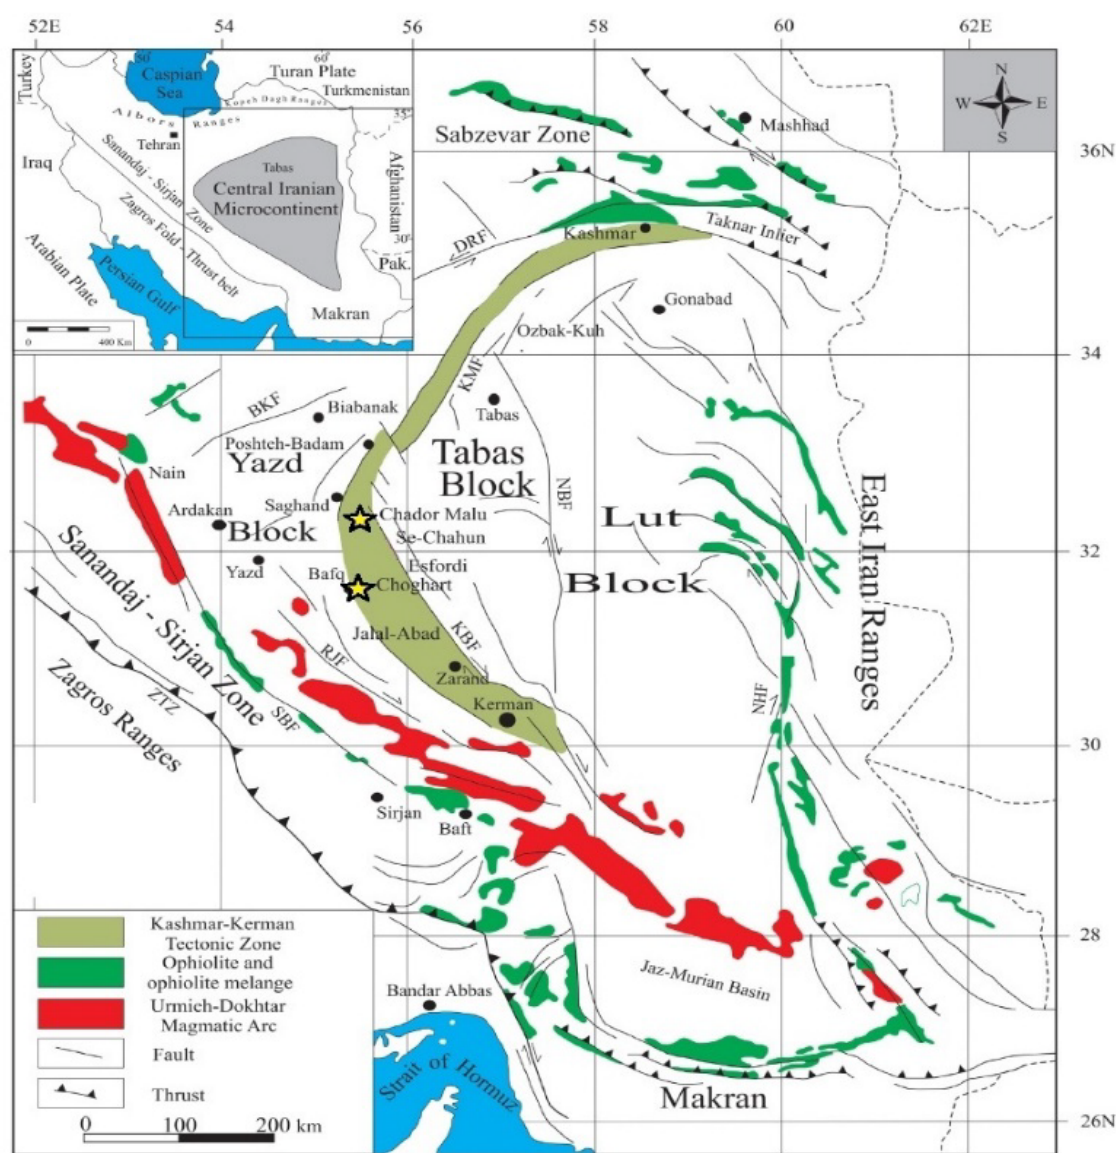 52E
54
56
58
60
62E
Turkey
50°
60°
Caspian
Sea
Turan Plate
Turkmenistan
Kopeh Dagh Ranges
35°
Albors Ranges
Tehran
Iraq
Sanandaj - Sirjan Zone
Tabas
Central Iranian
Microcontinent
Afghanistan
Zagros Fold - Thrust belt
30°
Arabian Plate
Persian Gulf
Pak.
Makran
0
400 Km
N
W
E
S
Mashhad
Sabzevar Zone
36N
Taknar Inlier
Kashmar
DRF
Gonabad
Ozbak-Kuh
34
KMF
BKF
Biabanak
Tabas
Poshteh-Badam
Yazd
Tabas
Block
Nain
Saghand
NBF
Ardakan
Chador Malu
Lut
Block
Se-Chahun
East Iran Ranges
32
Yazd
Bafq
Esfordi
Choghart
Block
Sanandaj - Sirjan Zone
Jalal-Abad
KBF
RJF
Zarand
Zagros Ranges
ZTZ
SBF
Kerman
NHF
30
Sirjan
Baft
Kashmar-Kerman
Tectonic Zone
28
Ophiolite and
ophiolite melange
Jaz-Murian Basin
Urmieh-Dokhtar
Magmatic Arc
Bandar Abbas
Fault
Strait of Hormuz
Thrust
Makran
0
100
200 km
26N